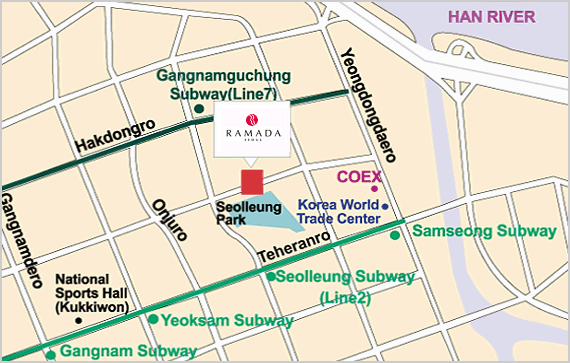 HAN RIVER
Gangnamguchung
Subway(Line7)
Yeongdongdaero
Hakdongro
RAMADA
SEOUL
COEX
Seolleung
Park
Korea World
Trade Center
Gangnamdero
Onjuro
Teheranro
Samseong Subway
National
Sports Hall
(Kukkiwon)
Seolleung Subway
(Line2)
Yeoksam Subway
Gangnam Subway